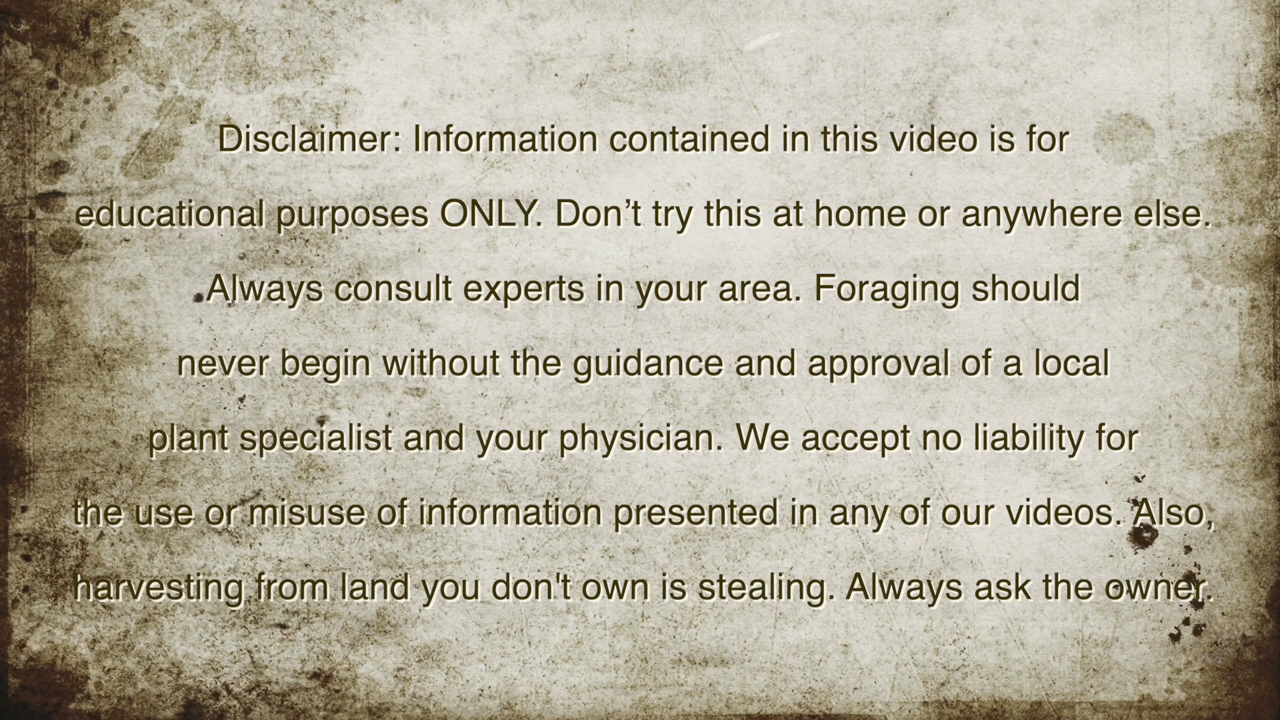 Disclaimer: Information contained in this video is for
educational purposes ONLY. Don’t try this at home or anywhere else.
Always consult experts in your area. Foraging should
never begin without the guidance and approval of a local
plant specialist and your physician. We accept no liability for
the use or misuse of information presented in any of our videos. Also,
harvesting from land you don't own is stealing. Always ask the owner.